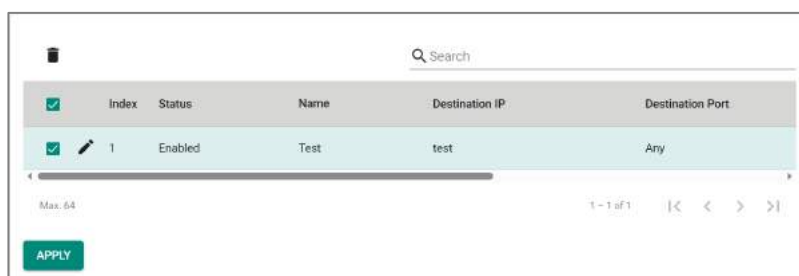 Search
Index Status Name Destination IP Destination Port
1 Enabled Test test Any
Max. 64 1 – 1 of 1
APPLY